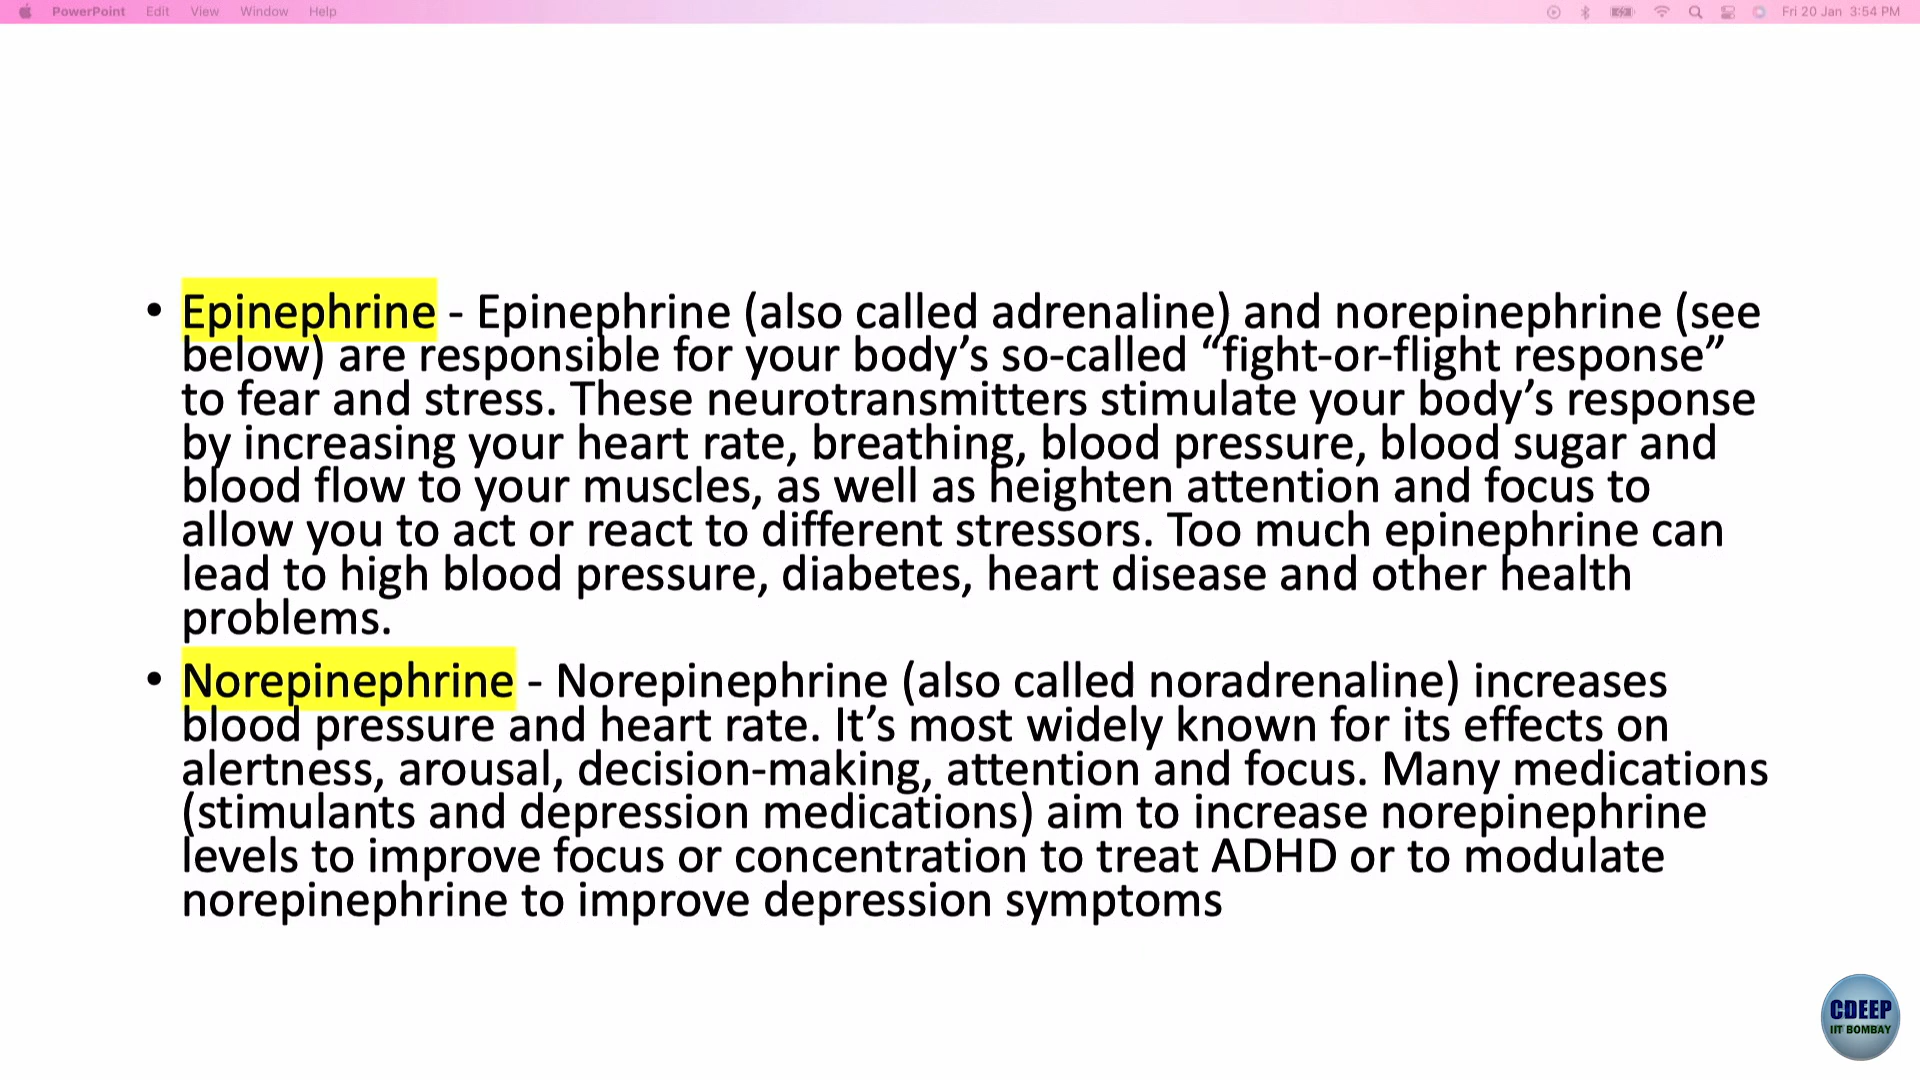 PowerPoint Edit View Window Help Fri 20 Jan 3:54 PM
• Epinephrine - Epinephrine (also called adrenaline) and norepinephrine (see
below) are responsible for your body’s so-called “fight-or-flight response”
to fear and stress. These neurotransmitters stimulate your body’s response
by increasing your heart rate, breathing, blood pressure, blood sugar and
blood flow to your muscles, as well as heighten attention and focus to
allow you to act or react to different stressors. Too much epinephrine can
lead to high blood pressure, diabetes, heart disease and other health
problems.
• Norepinephrine - Norepinephrine (also called noradrenaline) increases
blood pressure and heart rate. It’s most widely known for its effects on
alertness, arousal, decision-making, attention and focus. Many medications
(stimulants and depression medications) aim to increase norepinephrine
levels to improve focus or concentration to treat ADHD or to modulate
norepinephrine to improve depression symptoms
CDEEP
IIT BOMBAY